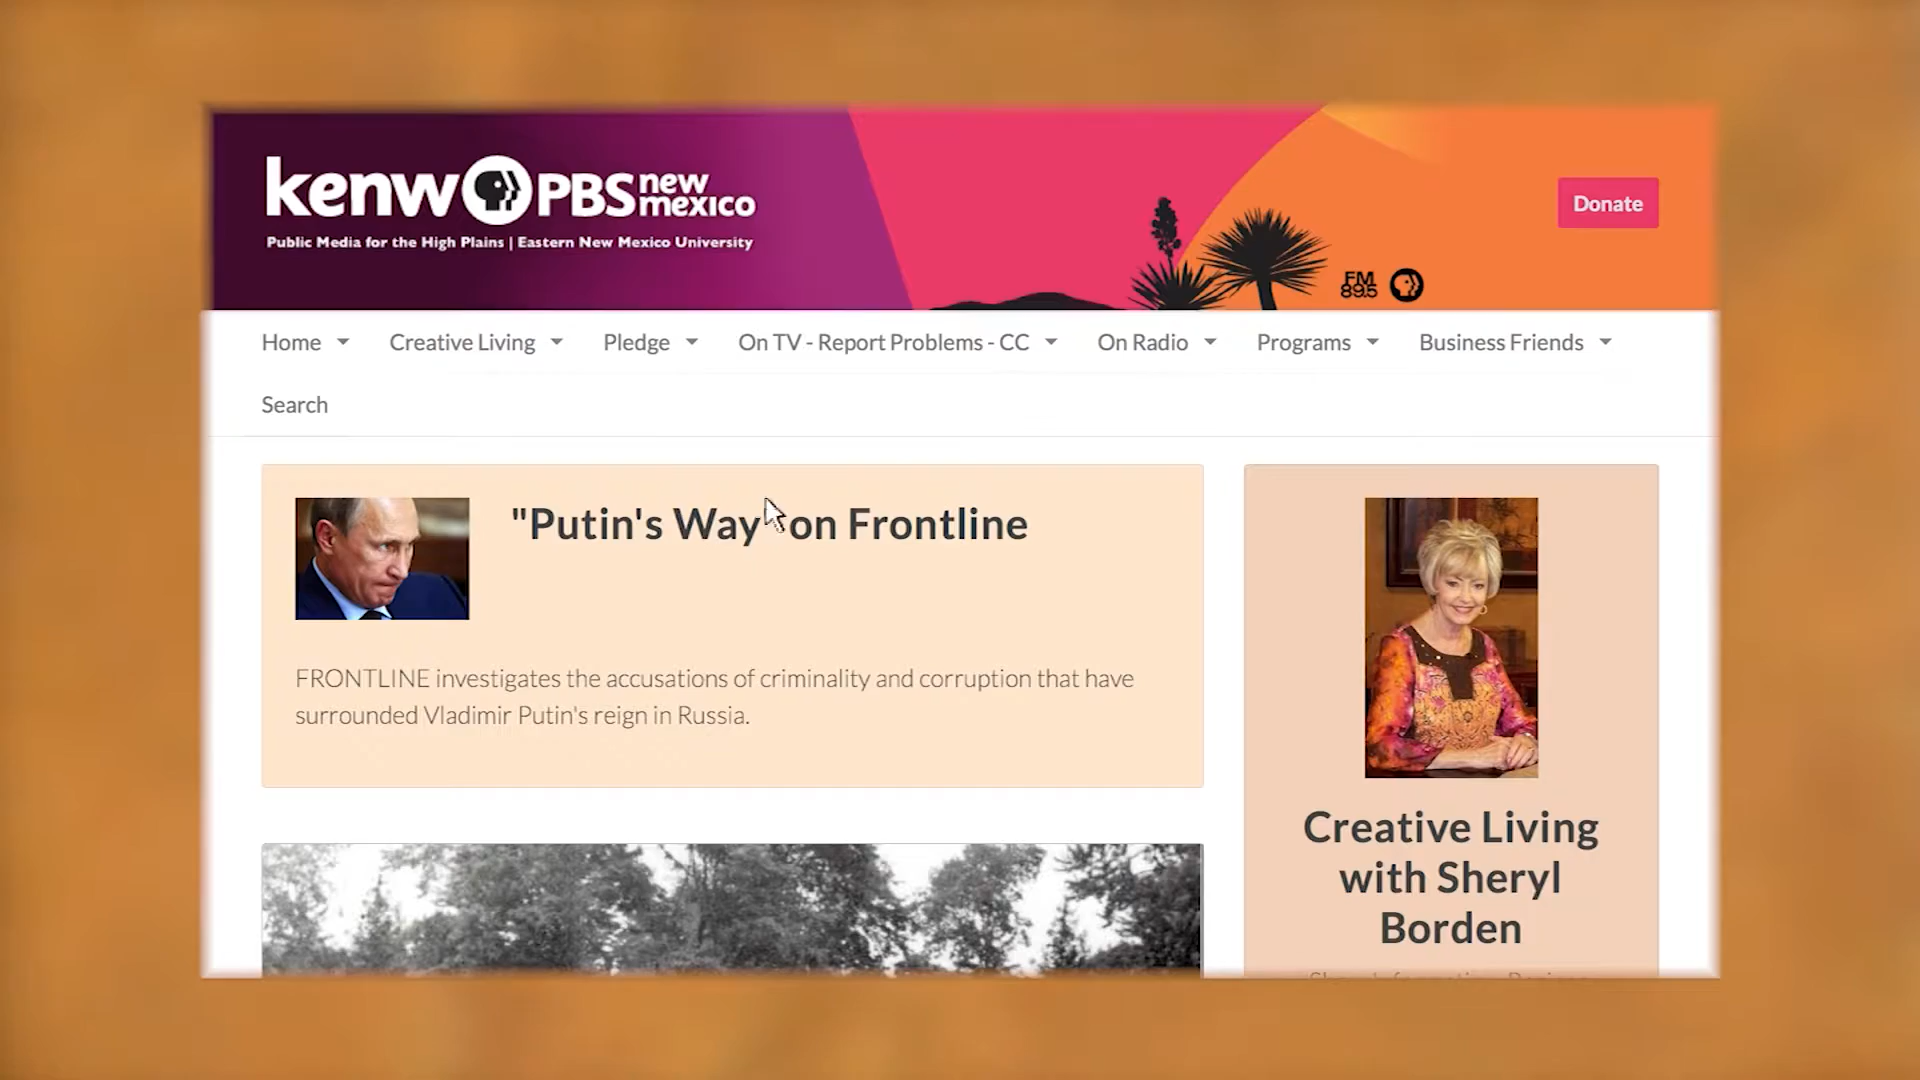 kenw PBS new mexico
Public Media for the High Plains | Eastern New Mexico University
Donate
FM
89.5
Home
Creative Living
Pledge
On TV - Report Problems - CC
On Radio
Programs
Business Friends
Search
"Putin's Way on Frontline
FRONTLINE investigates the accusations of criminality and corruption that have
surrounded Vladimir Putin's reign in Russia.
Creative Living
with Sheryl
Borden